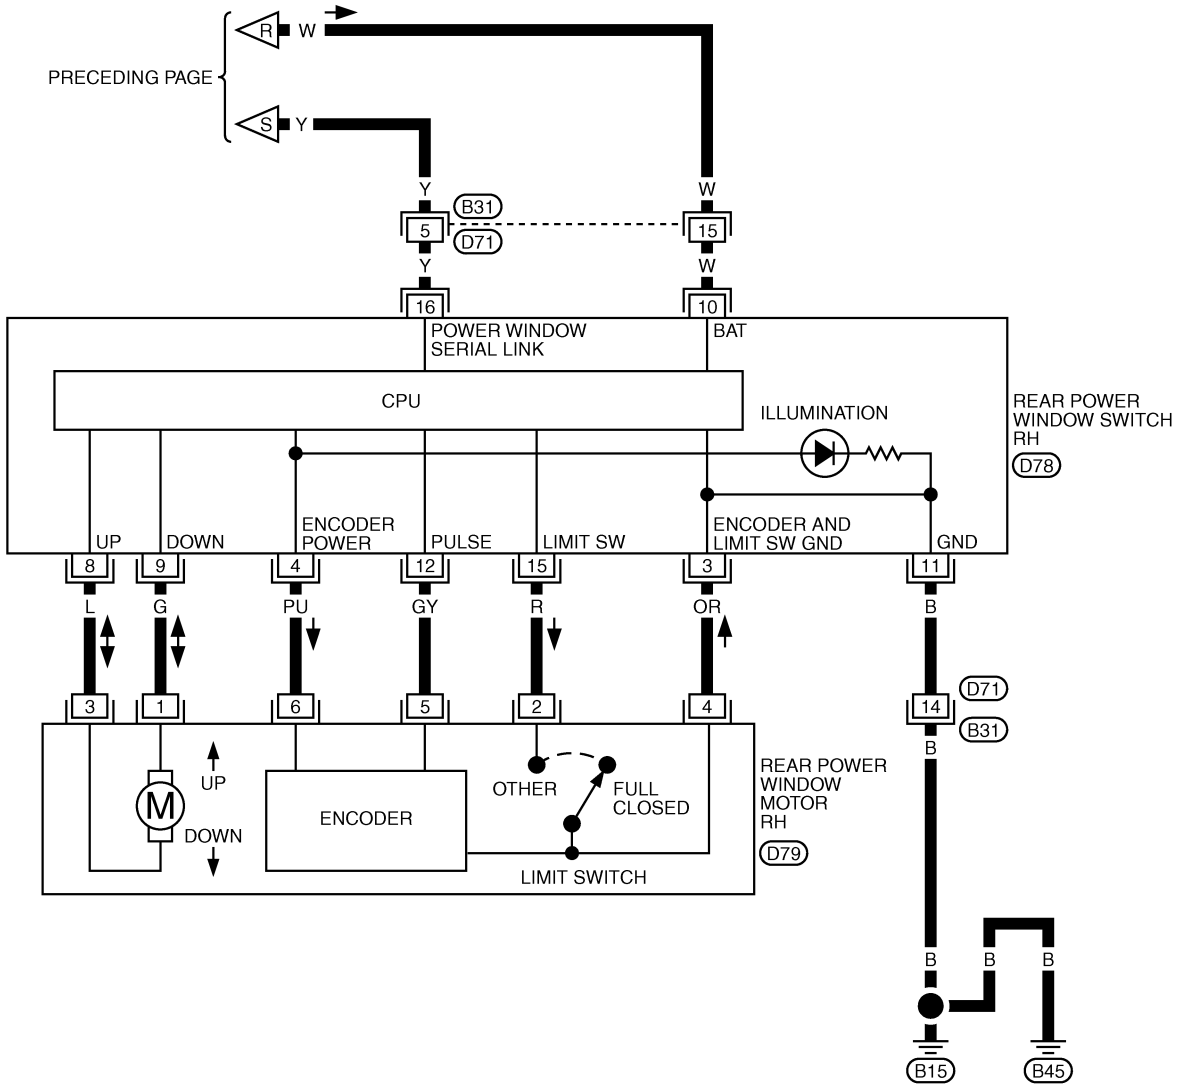 R W
PRECEDING PAGE
S Y
Y W
B31
5 15
D71
Y W
16 10
POWER WINDOW
SERIAL LINK
BAT
CPU
ILLUMINATION
REAR POWER
WINDOW SWITCH
RH
D78
UP DOWN
ENCODER
POWER
PULSE
LIMIT SW
ENCODER AND
LIMIT SW GND
GND
8 9 4 12 15 3 11
L G PU GY R OR B
D71
3 1 6 5 2 4 14
B31
B
UP
M
DOWN
ENCODER
OTHER
FULL
CLOSED
LIMIT SWITCH
REAR POWER
WINDOW
MOTOR
RH
D79
B B B
B15 B45